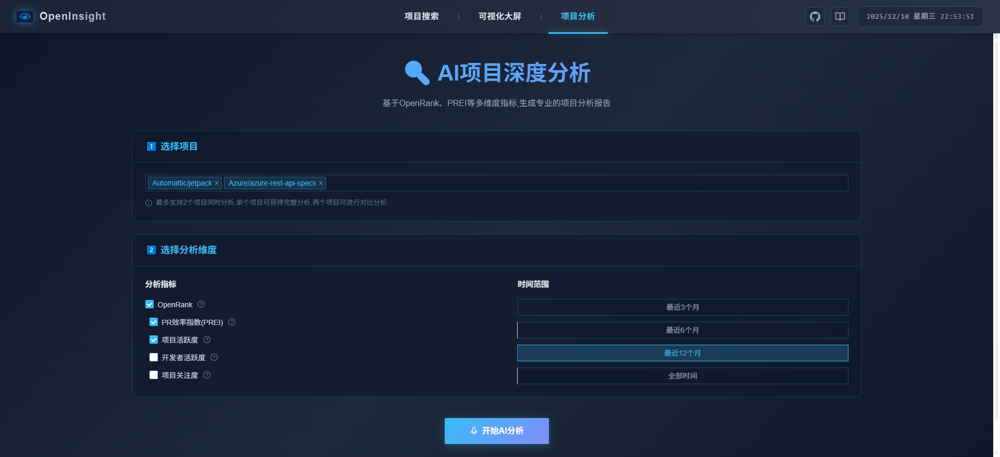 OpenInsight
项目搜索 | 可视化大屏 | 项目分析
2025/12/10 星期三 22:53:51
AI项目深度分析
基于OpenRank、PREI等多维度指标,生成专业的项目分析报告
1 选择项目
Automattic/jetpack × Azure/azure-rest-api-specs ×
最多支持2个项目同时分析,单个项目可获得完整分析,两个项目可进行对比分析
2 选择分析维度
分析指标
OpenRank ?
PR效率指数(PREI) ?
项目活跃度 ?
开发者活跃度 ?
项目关注度 ?
时间范围
最近3个月
最近6个月
最近12个月
全部时间
开始AI分析